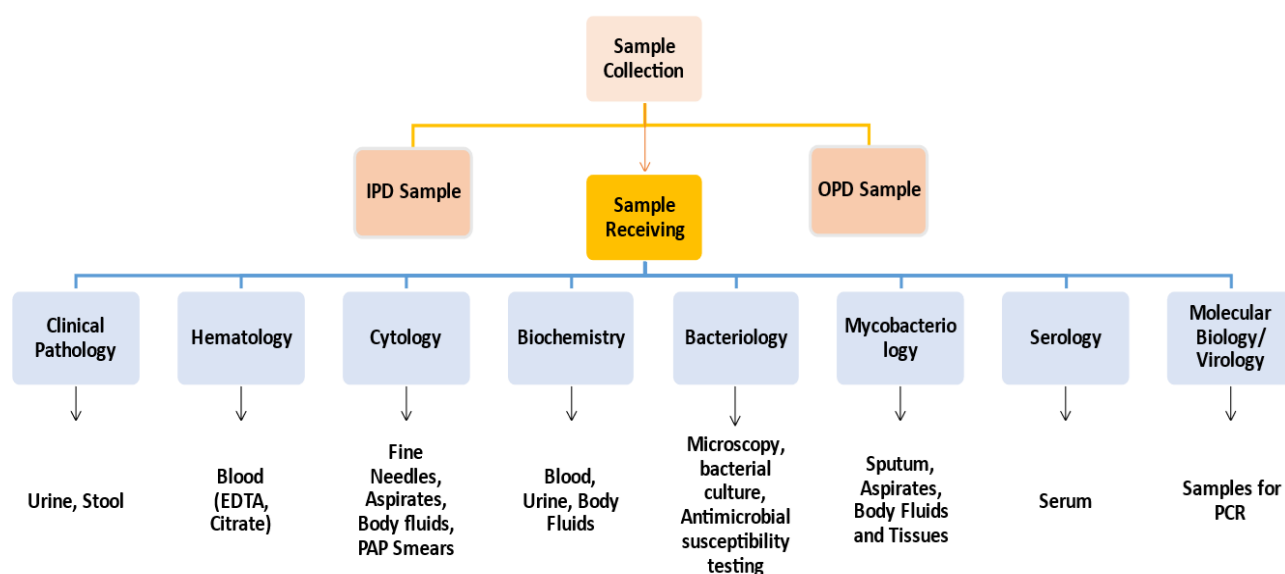 Sample
Collection
IPD Sample
OPD Sample
Sample
Receiving
Clinical
Pathology
Hematology
Cytology
Biochemistry
Bacteriology
Mycobacterio
logy
Serology
Molecular
Biology/
Virology
Urine, Stool
Blood
(EDTA,
Citrate)
Fine
Needles,
Aspirates,
Body fluids,
PAP Smears
Blood,
Urine, Body
Fluids
Microscopy,
bacterial
culture,
Antimicrobial
susceptibility
testing
Sputum,
Aspirates,
Body Fluids
and Tissues
Serum
Samples for
PCR